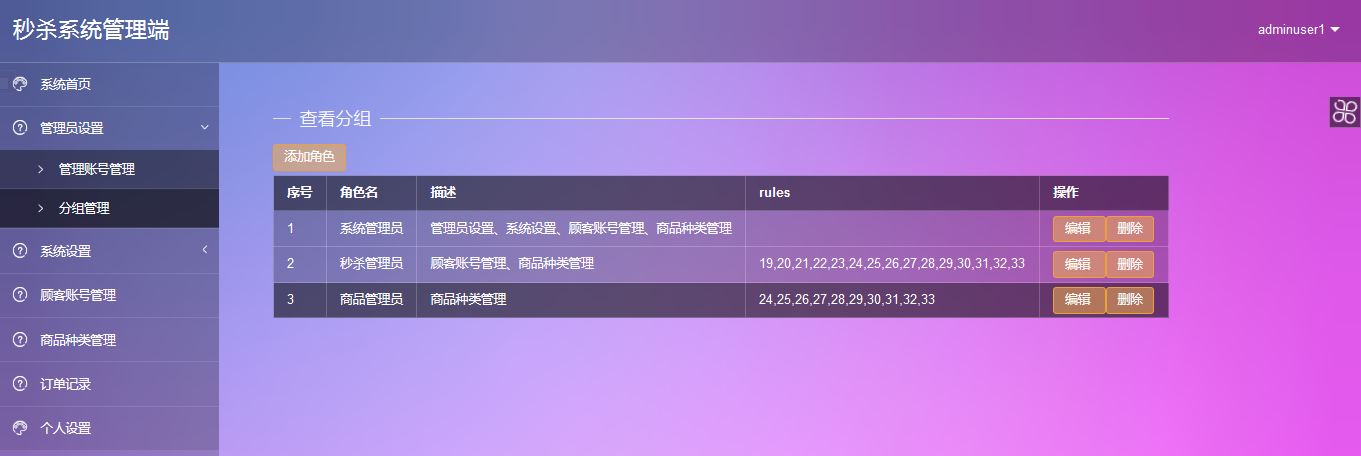 秒杀系统管理端
adminuser1
系统首页
管理员设置
管理账号管理
分组管理
系统设置
顾客账号管理
商品种类管理
订单记录
个人设置
查看分组
添加角色
序号 角色名 描述 rules 操作
1 系统管理员 管理员设置、系统设置、顾客账号管理、商品种类管理 编辑 删除
2 秒杀管理员 顾客账号管理、商品种类管理 19,20,21,22,23,24,25,26,27,28,29,30,31,32,33 编辑 删除
3 商品管理员 商品种类管理 24,25,26,27,28,29,30,31,32,33 编辑 删除